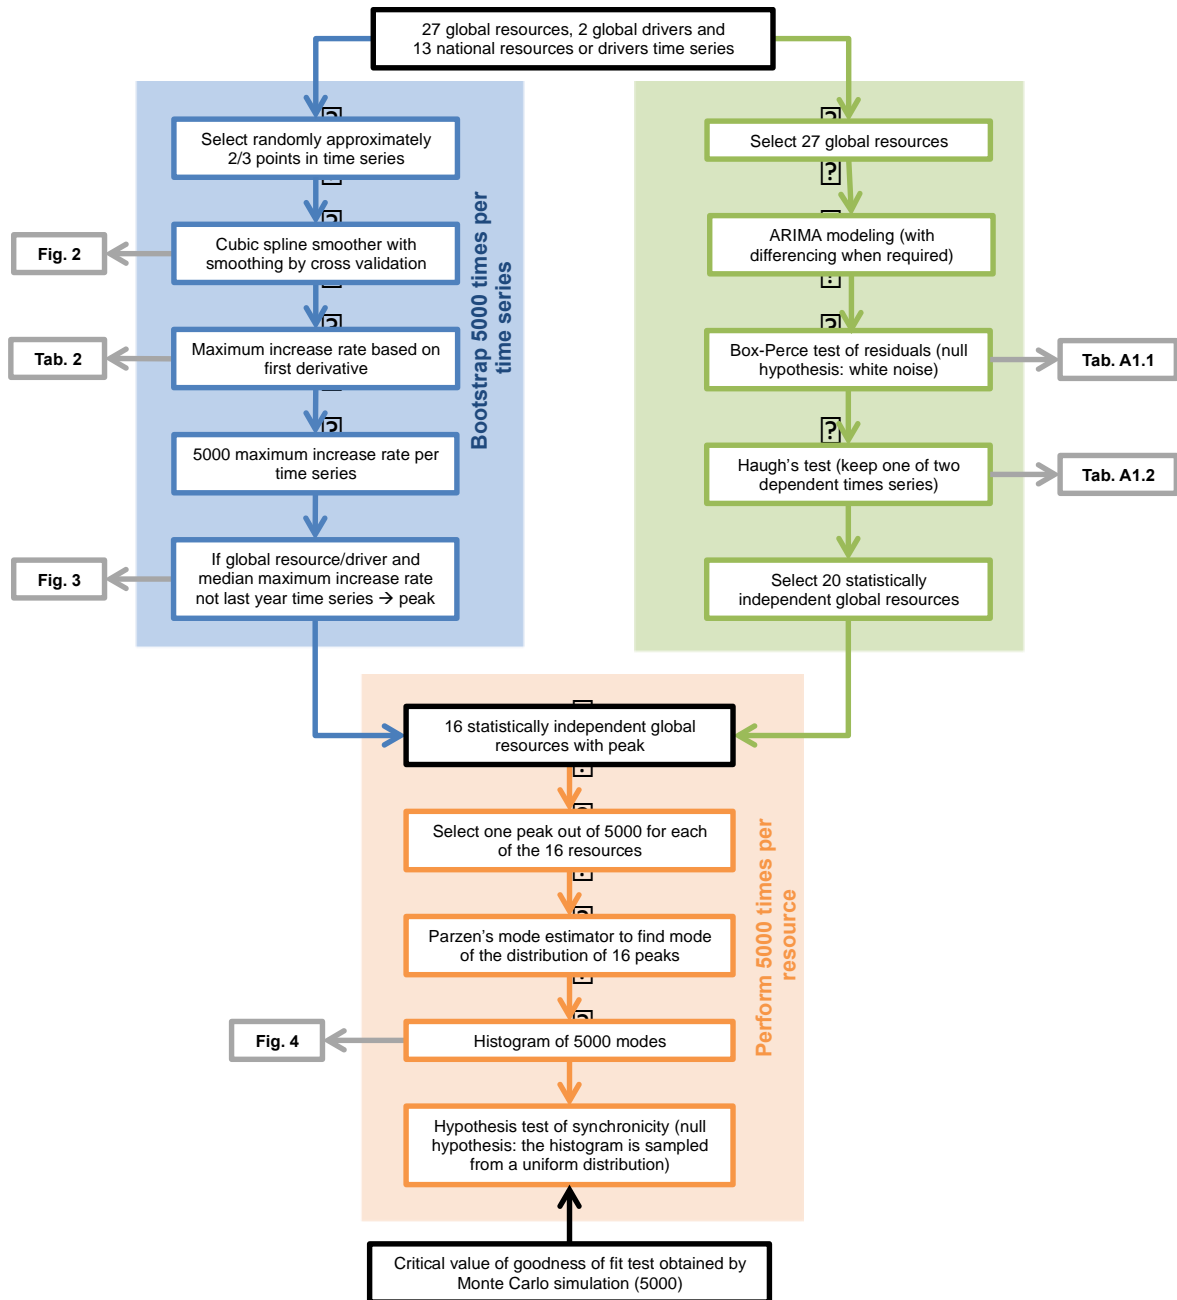 27 global resources, 2 global drivers and
13 national resources or drivers time series
Select randomly approximately
2/3 points in time series
Cubic spline smoother with
smoothing by cross validation
Maximum increase rate based on
first derivative
5000 maximum increase rate per
time series
If global resource/driver and
median maximum increase rate
not last year time series → peak
Bootstrap 5000 times per
time series
Fig. 2
Tab. 2
Fig. 3
Select 27 global resources
ARIMA modeling (with
differencing when required)
Box-Perce test of residuals (null
hypothesis: white noise)
Haugh's test (keep one of two
dependent times series)
Select 20 statistically
independent global resources
Tab. A1.1
Tab. A1.2
16 statistically independent global
resources with peak
Select one peak out of 5000 for each
of the 16 resources
Parzen's mode estimator to find mode
of the distribution of 16 peaks
Histogram of 5000 modes
Hypothesis test of synchronicity (null
hypothesis: the histogram is sampled
from a uniform distribution)
Perform 5000 times per
resource
Fig. 4
Critical value of goodness of fit test obtained by
Monte Carlo simulation (5000)